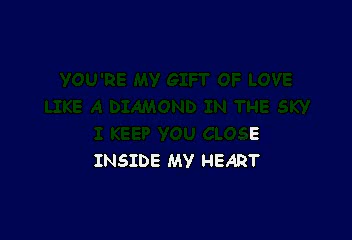 YOU'RE MY GIFT OF LOVE
LIKE A DIAMOND IN THE SKY
I KEEP YOU CLOSE
INSIDE MY HEART